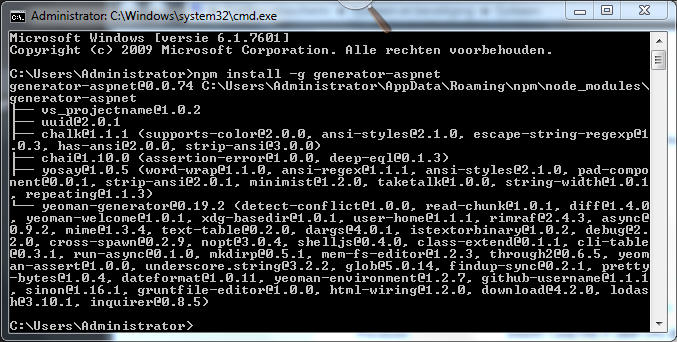 Administrator: C:\Windows\system32\cmd.exe
Microsoft Windows [versie 6.1.7601]
Copyright (c) 2009 Microsoft Corporation. Alle rechten voorbehouden.
C:\Users\Administrator>npm install -g generator-aspnet
generator-aspnet@0.0.74 C:\Users\Administrator\AppData\Roaming\npm\node_modules\
generator-aspnet
├── vs_projectname@1.0.2
├── uuid@2.0.1
├── chalk@1.1.1 (supports-color@2.0.0, ansi-styles@2.1.0, escape-string-regexp@1
.0.3, has-ansi@2.0.0, strip-ansi@3.0.0)
├── chai@1.10.0 (assertion-error@1.0.0, deep-eql@0.1.3)
├── yosay@1.0.5 (word-wrap@1.1.0, ansi-regex@1.1.1, ansi-styles@2.1.0, pad-compo
nent@0.0.1, strip-ansi@2.0.1, minimist@1.2.0, taketalk@1.0.0, string-width@1.0.1
, repeating@1.1.3)
└── yeoman-generator@0.19.2 (detect-conflict@1.0.0, read-chunk@1.0.1, diff@1.4.0
, yeoman-welcome@1.0.1, xdg-basedir@1.0.1, user-home@1.1.1, rimraf@2.4.3, async@
0.9.2, mime@1.3.4, text-table@0.2.0, dargs@4.0.1, istextorbinary@1.0.2, debug@2.
2.0, cross-spawn@0.2.9, nopt@3.0.4, shelljs@0.4.0, class-extend@0.1.1, cli-table
@0.3.1, run-async@0.1.0, mkdirp@0.5.1, mem-fs-editor@1.2.3, through2@0.6.5, yeom
an-assert@1.0.0, underscore.string@3.2.2, glob@5.0.14, findup-sync@0.2.1, pretty
-bytes@1.0.4, dateformat@1.0.11, yeoman-environment@1.2.7, github-username@1.1.1
, sinon@1.16.1, gruntfile-editor@1.0.0, html-wiring@1.2.0, download@4.2.0, lodas
h@3.10.1, inquirer@0.8.5)
C:\Users\Administrator>